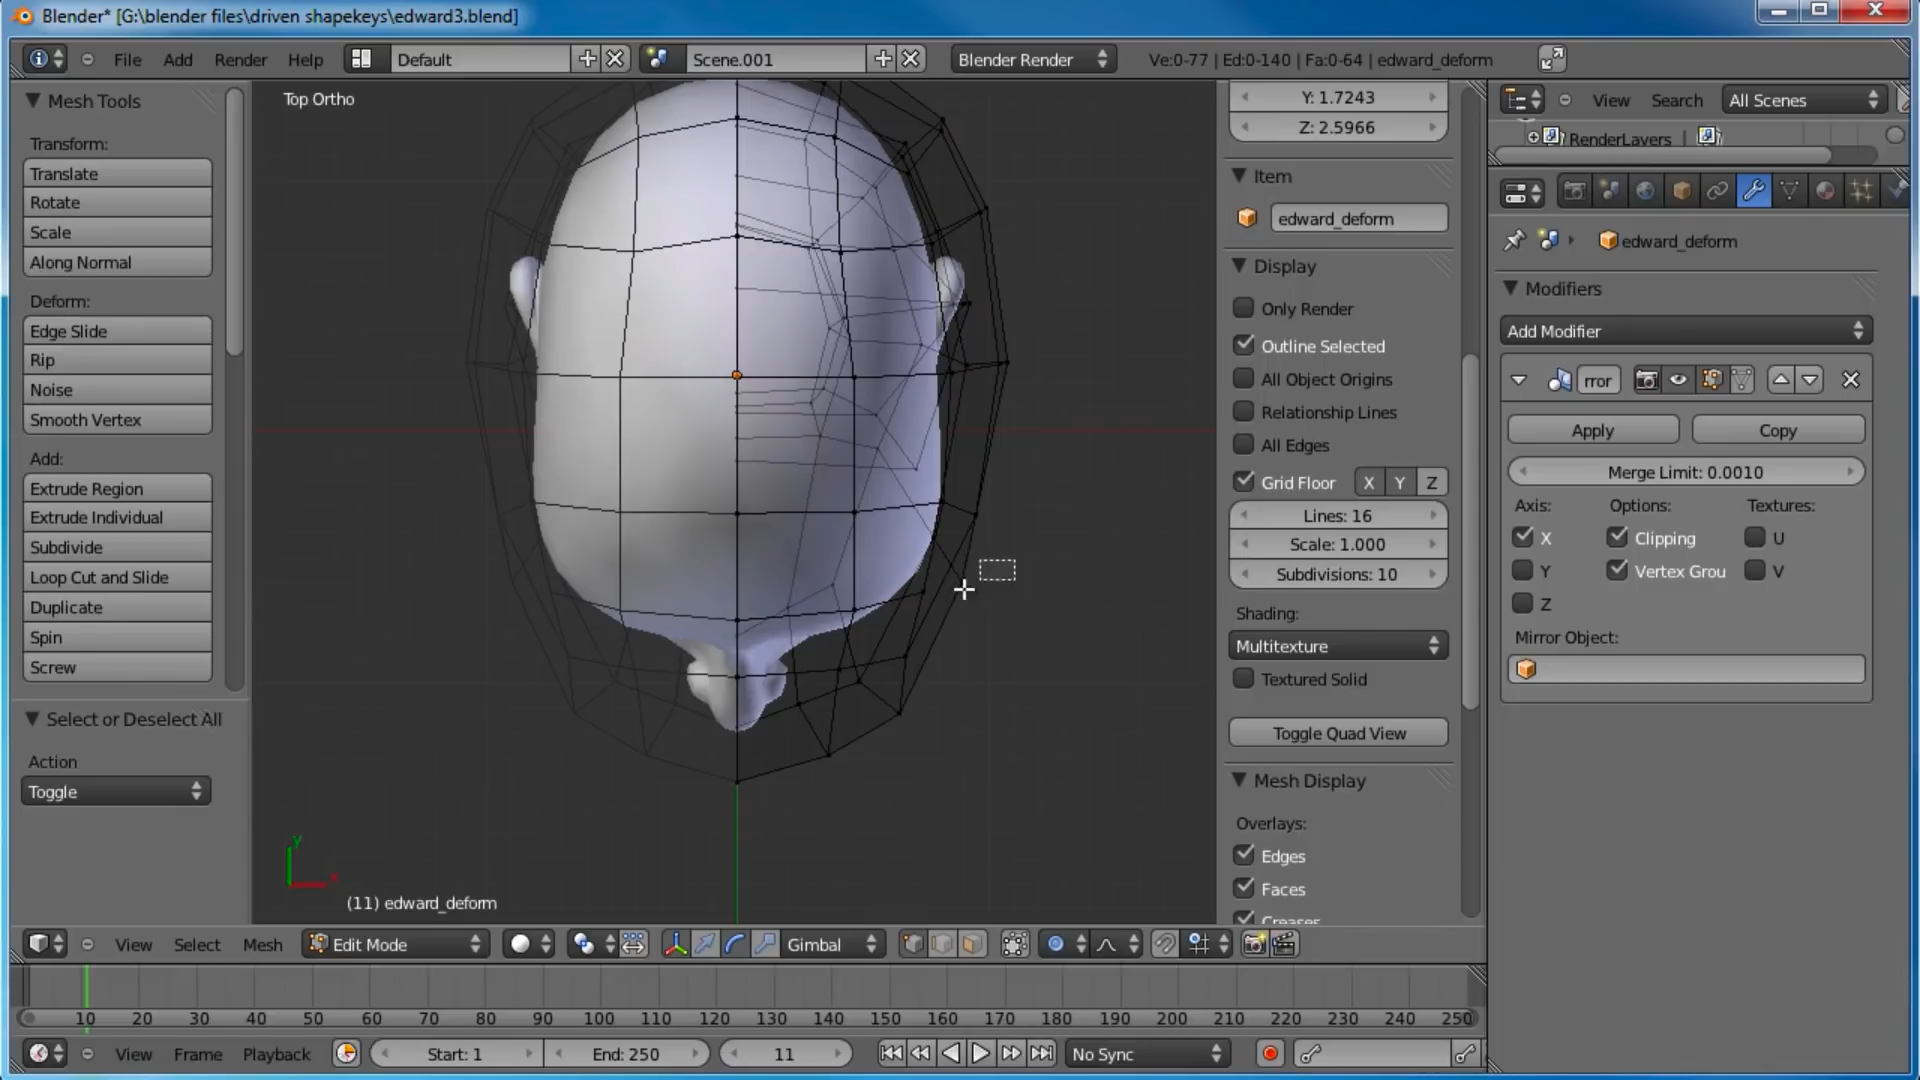 Blender* [G:\blender files\driven shapekeys\edward3.blend]
File Add Render Help Default Scene.001 Blender Render Ve:0-77 | Ed:0-140 | Fa:0-64 | edward_deform
Mesh Tools
Transform:
Translate
Rotate
Scale
Along Normal
Deform:
Edge Slide
Rip
Noise
Smooth Vertex
Add:
Extrude Region
Extrude Individual
Subdivide
Loop Cut and Slide
Duplicate
Spin
Screw
Select or Deselect All
Action
Toggle
Top Ortho
y
x
(11) edward_deform
Y: 1.7243
Z: 2.5966
Item
edward_deform
Display
Only Render
Outline Selected
All Object Origins
Relationship Lines
All Edges
Grid Floor X Y Z
Lines: 16
Scale: 1.000
Subdivisions: 10
Shading:
Multitexture
Textured Solid
Toggle Quad View
Mesh Display
Overlays:
Edges
Faces
Creases
View Search All Scenes
RenderLayers |
edward_deform
Modifiers
Add Modifier
rror
Apply Copy
Merge Limit: 0.0010
Axis: Options: Textures:
X Clipping U
Y Vertex Grou V
Z
Mirror Object:
View Select Mesh Edit Mode Gimbal
10 20 30 40 50 60 70 80 90 100 110 120 130 140 150 160 170 180 190 200 210 220 230 240 250
View Frame Playback Start: 1 End: 250 11 No Sync